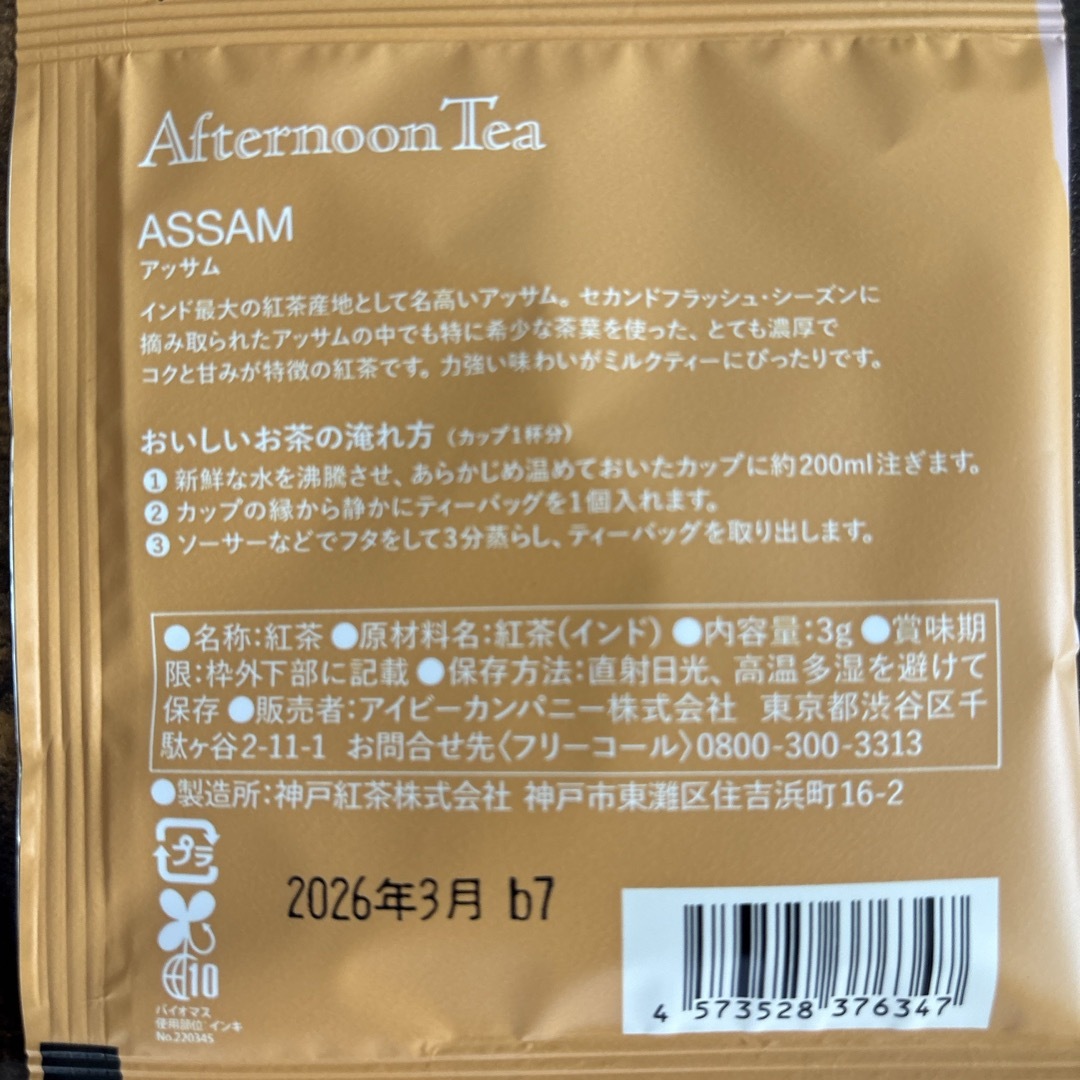 Afternoon Tea
ASSAM
アッサム
インド最大の紅茶産地として名高いアッサム。セカンドフラッシュ・シーズンに
摘み取られたアッサムの中でも特に希少な茶葉を使った、とても濃厚で
コクと甘みが特徴の紅茶です。力強い味わいがミルクティーにぴったりです。
おいしいお茶の淹れ方（カップ1杯分）
① 新鮮な水を沸騰させ、あらかじめ温めておいたカップに約200ml注ぎます。
② カップの縁から静かにティーバッグを1個入れます。
③ ソーサーなどでフタをして3分蒸らし、ティーバッグを取り出します。
●名称:紅茶 ●原材料名:紅茶(インド) ●内容量:3g ●賞味期
限:枠外下部に記載 ●保存方法:直射日光、高温多湿を避けて
保存 ●販売者:アイビーカンパニー株式会社 東京都渋谷区千
駄ヶ谷2-11-1 お問合せ先〈フリーコール〉0800-300-3313
●製造所:神戸紅茶株式会社 神戸市東灘区住吉浜町16-2
プラ
2026年3月 b7
10
バイオマス
使用部位:インキ
No.220345
4 573528 376347